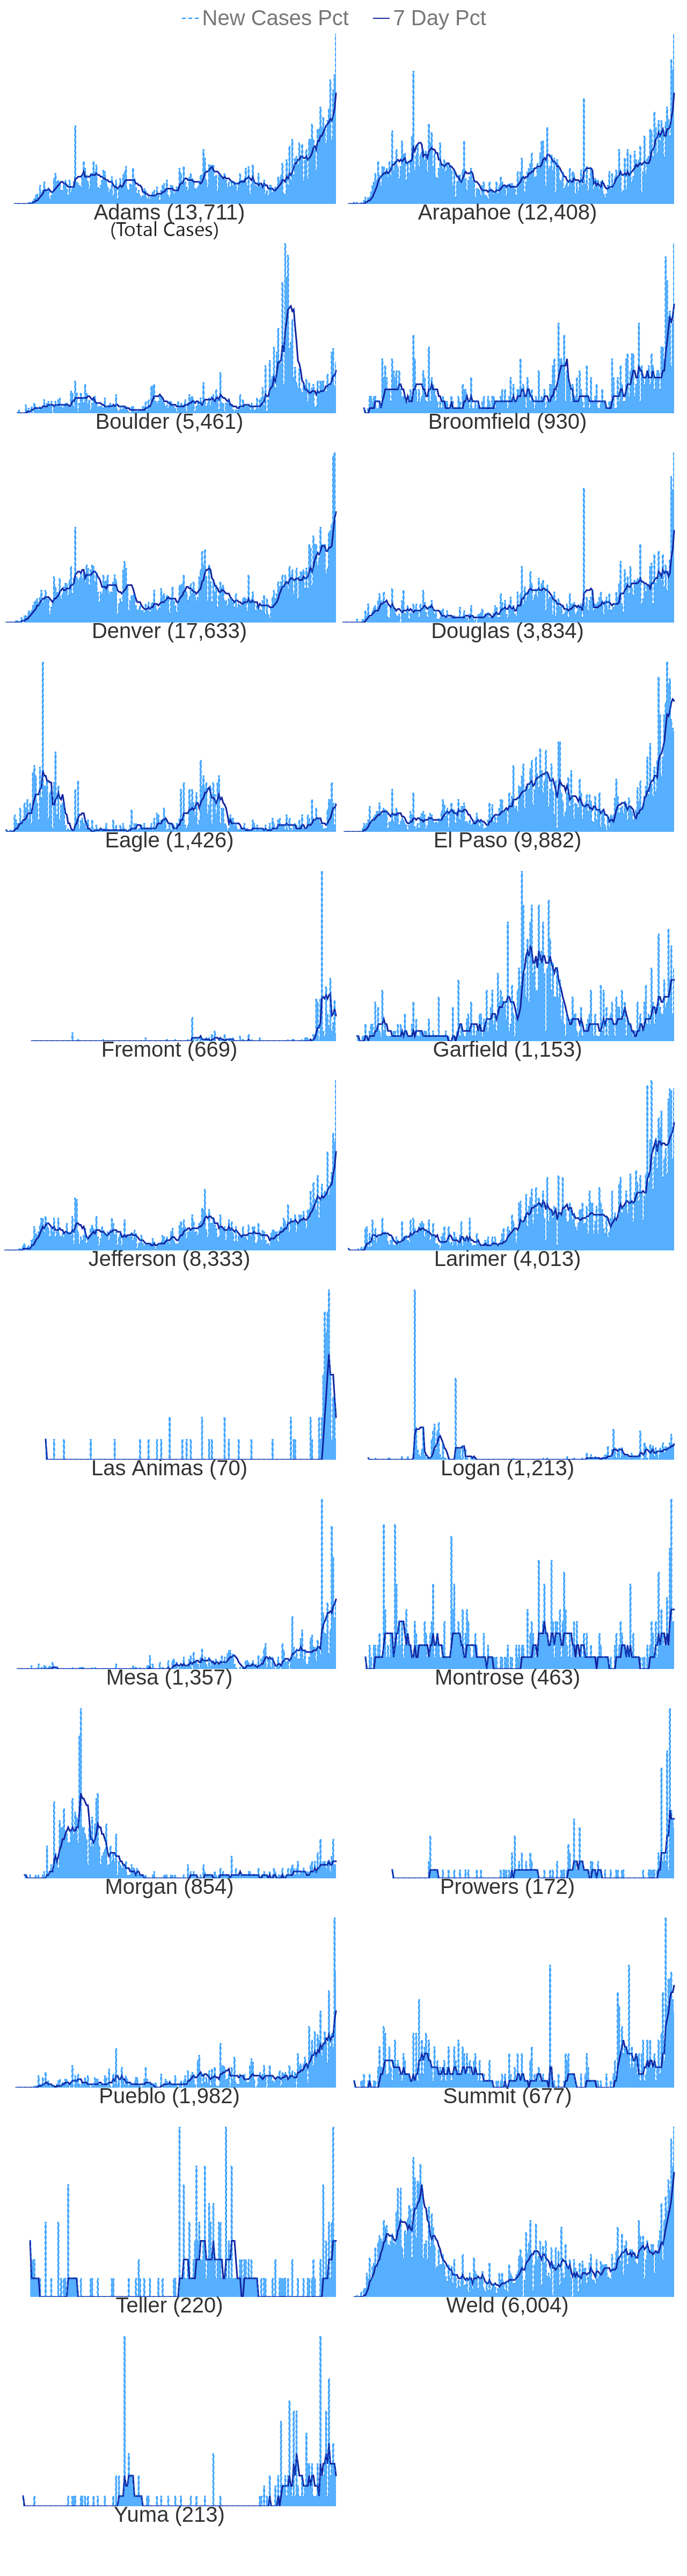 New Cases Pct 7 Day Pct
Adams (13,711) Arapahoe (12,408)
(Total Cases)
Boulder (5,461) Broomfield (930)
Denver (17,633) Douglas (3,834)
Eagle (1,426) El Paso (9,882)
Fremont (669) Garfield (1,153)
Jefferson (8,333) Larimer (4,013)
Las Animas (70) Logan (1,213)
Mesa (1,357) Montrose (463)
Morgan (854) Prowers (172)
Pueblo (1,982) Summit (677)
Teller (220) Weld (6,004)
Yuma (213)